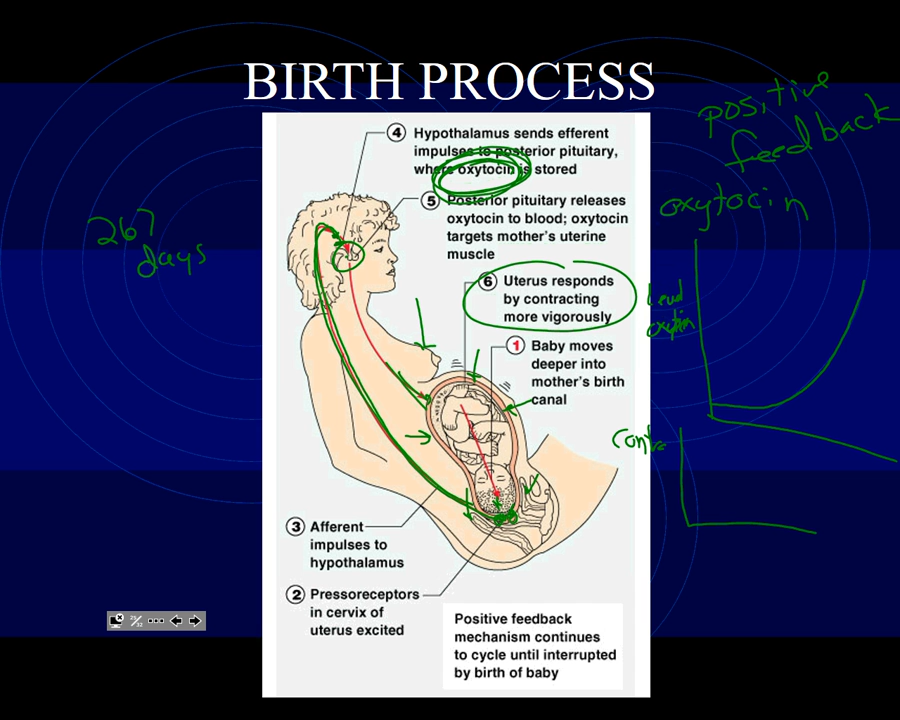 BIRTH PROCESS
positive
feedback
4 Hypothalamus sends efferent
impulses to posterior pituitary,
where oxytocin is stored
5 Posterior pituitary releases
oxytocin to blood; oxytocin
targets mother's uterine
muscle
oxytocin
267
days
6 Uterus responds
by contracting
more vigorously
1 Baby moves
deeper into
mother's birth
canal
3 Afferent
impulses to
hypothalamus
2 Pressoreceptors
in cervix of
uterus excited
Positive feedback
mechanism continues
to cycle until interrupted
by birth of baby